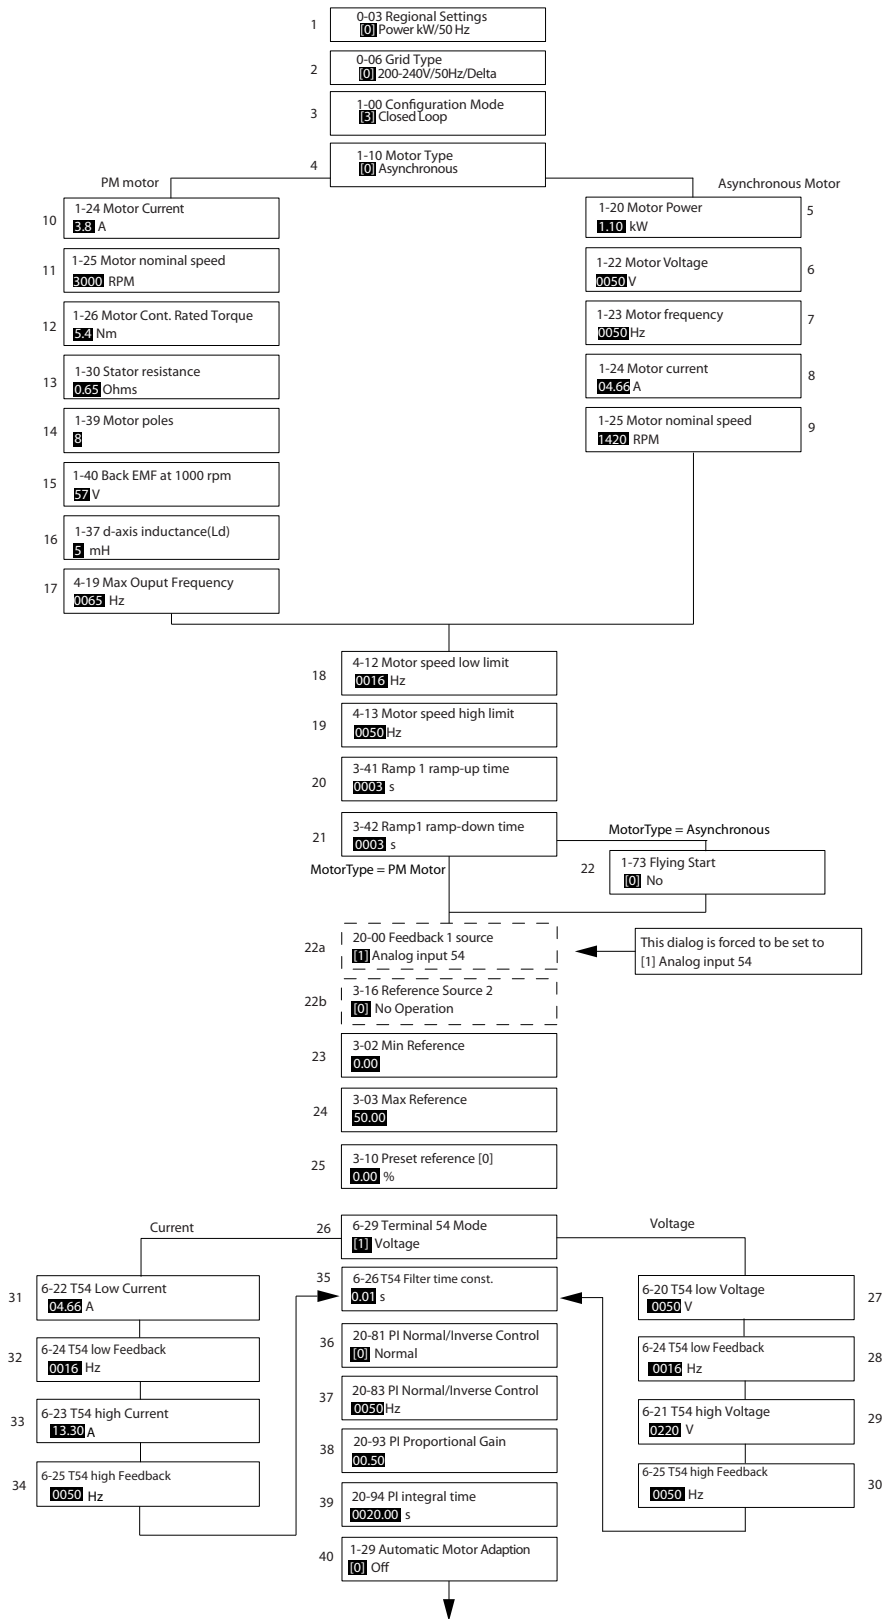 1
0-03 Regional Settings
[0] Power kW/50 Hz
2
0-06 Grid Type
[0] 200-240V/50Hz/Delta
3
1-00 Configuration Mode
[3] Closed Loop
4
1-10 Motor Type
[0] Asynchronous
PM motor
Asynchronous Motor
10
1-24 Motor Current
3.8 A
11
1-25 Motor nominal speed
3000 RPM
12
1-26 Motor Cont. Rated Torque
5.4 Nm
13
1-30 Stator resistance
0.65 Ohms
14
1-39 Motor poles
8
15
1-40 Back EMF at 1000 rpm
57 V
16
1-37 d-axis inductance(Ld)
5 mH
17
4-19 Max Ouput Frequency
0065 Hz
1-20 Motor Power
1.10 kW
5
1-22 Motor Voltage
0050 V
6
1-23 Motor frequency
0050 Hz
7
1-24 Motor current
04.66 A
8
1-25 Motor nominal speed
1420 RPM
9
18
4-12 Motor speed low limit
0016 Hz
19
4-13 Motor speed high limit
0050 Hz
20
3-41 Ramp 1 ramp-up time
0003 s
21
3-42 Ramp1 ramp-down time
0003 s
MotorType = Asynchronous
MotorType = PM Motor
22
1-73 Flying Start
[0] No
22a
20-00 Feedback 1 source
[1] Analog input 54
This dialog is forced to be set to
[1] Analog input 54
22b
3-16 Reference Source 2
[0] No Operation
23
3-02 Min Reference
0.00
24
3-03 Max Reference
50.00
25
3-10 Preset reference [0]
0.00 %
Current
26
6-29 Terminal 54 Mode
[1] Voltage
Voltage
31
6-22 T54 Low Current
04.66 A
32
6-24 T54 low Feedback
0016 Hz
33
6-23 T54 high Current
13.30 A
34
6-25 T54 high Feedback
0050 Hz
35
6-26 T54 Filter time const.
0.01 s
36
20-81 PI Normal/Inverse Control
[0] Normal
37
20-83 PI Normal/Inverse Control
0050 Hz
38
20-93 PI Proportional Gain
00.50
39
20-94 PI integral time
0020.00 s
40
1-29 Automatic Motor Adaption
[0] Off
6-20 T54 low Voltage
0050 V
27
6-24 T54 low Feedback
0016 Hz
28
6-21 T54 high Voltage
0220 V
29
6-25 T54 high Feedback
0050 Hz
30